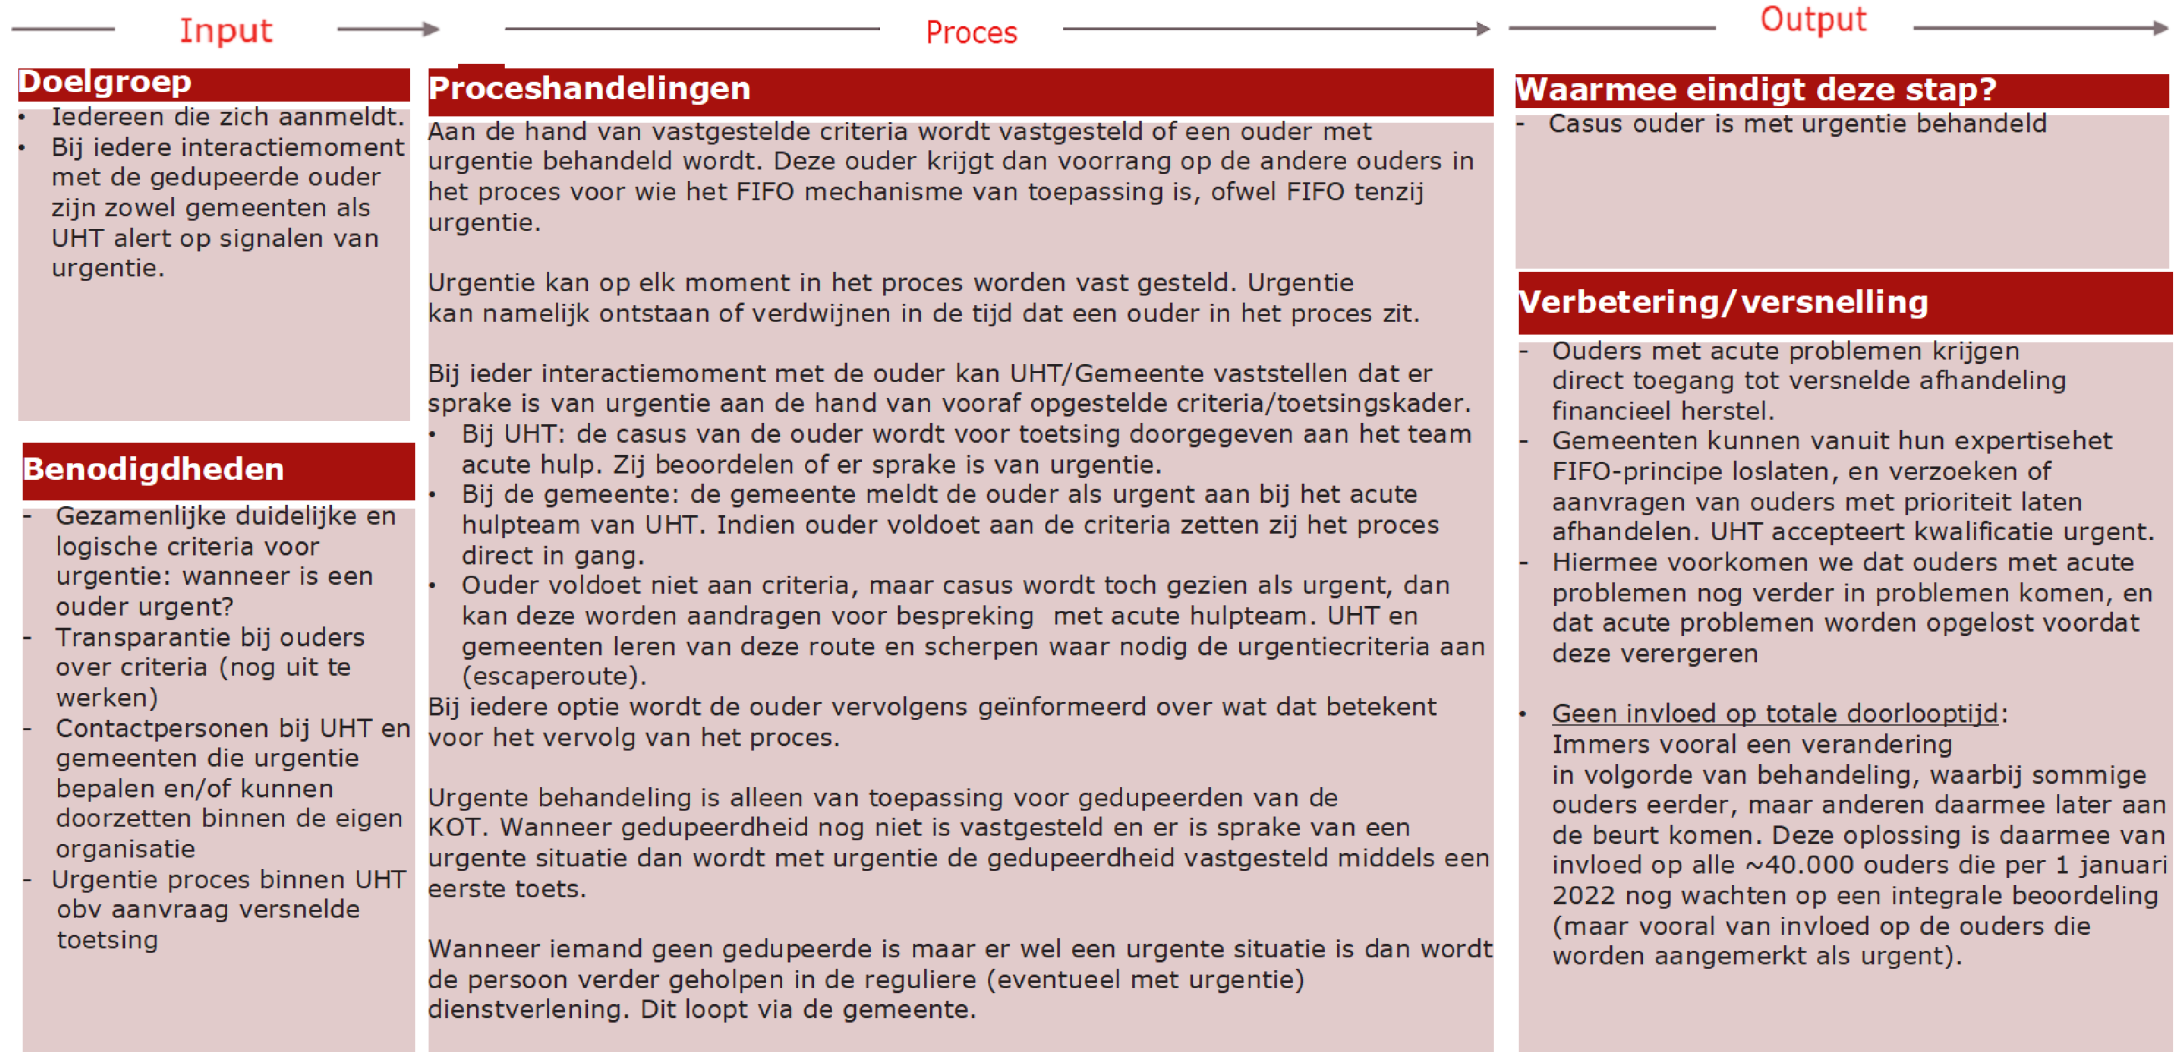 Input
Proces
Output
Doelgroep
• Iedereen die zich aanmeldt.
• Bij iedere interactiemoment
met de gedupeerde ouder
zijn zowel gemeenten als
UHT alert op signalen van
urgentie.
Benodigdheden
- Gezamenlijke duidelijke en
logische criteria voor
urgentie: wanneer is een
ouder urgent?
- Transparantie bij ouders
over criteria (nog uit te
werken)
- Contactpersonen bij UHT en
gemeenten die urgentie
bepalen en/of kunnen
doorzetten binnen de eigen
organisatie
- Urgentie proces binnen UHT
obv aanvraag versnelde
toetsing
Proceshandelingen
Aan de hand van vastgestelde criteria wordt vastgesteld of een ouder met
urgentie behandeld wordt. Deze ouder krijgt dan voorrang op de andere ouders in
het proces voor wie het FIFO mechanisme van toepassing is, ofwel FIFO tenzij
urgentie.
Urgentie kan op elk moment in het proces worden vast gesteld. Urgentie
kan namelijk ontstaan of verdwijnen in de tijd dat een ouder in het proces zit.
Bij ieder interactiemoment met de ouder kan UHT/Gemeente vaststellen dat er
sprake is van urgentie aan de hand van vooraf opgestelde criteria/toetsingskader.
• Bij UHT: de casus van de ouder wordt voor toetsing doorgegeven aan het team
acute hulp. Zij beoordelen of er sprake is van urgentie.
• Bij de gemeente: de gemeente meldt de ouder als urgent aan bij het acute
hulpteam van UHT. Indien ouder voldoet aan de criteria zetten zij het proces
direct in gang.
• Ouder voldoet niet aan criteria, maar casus wordt toch gezien als urgent, dan
kan deze worden aandragen voor bespreking  met acute hulpteam. UHT en
gemeenten leren van deze route en scherpen waar nodig de urgentiecriteria aan
(escaperoute).
Bij iedere optie wordt de ouder vervolgens geïnformeerd over wat dat betekent
voor het vervolg van het proces.
Urgente behandeling is alleen van toepassing voor gedupeerden van de
KOT. Wanneer gedupeerdheid nog niet is vastgesteld en er is sprake van een
urgente situatie dan wordt met urgentie de gedupeerdheid vastgesteld middels een
eerste toets.
Wanneer iemand geen gedupeerde is maar er wel een urgente situatie is dan wordt
de persoon verder geholpen in de reguliere (eventueel met urgentie)
dienstverlening. Dit loopt via de gemeente.
Waarmee eindigt deze stap?
- Casus ouder is met urgentie behandeld
Verbetering/versnelling
- Ouders met acute problemen krijgen
direct toegang tot versnelde afhandeling
financieel herstel.
- Gemeenten kunnen vanuit hun expertisehet
FIFO-principe loslaten, en verzoeken of
aanvragen van ouders met prioriteit laten
afhandelen. UHT accepteert kwalificatie urgent.
- Hiermee voorkomen we dat ouders met acute
problemen nog verder in problemen komen, en
dat acute problemen worden opgelost voordat
deze verergeren
• Geen invloed op totale doorlooptijd:
Immers vooral een verandering
in volgorde van behandeling, waarbij sommige
ouders eerder, maar anderen daarmee later aan
de beurt komen. Deze oplossing is daarmee van
invloed op alle ~40.000 ouders die per 1 januari
2022 nog wachten op een integrale beoordeling
(maar vooral van invloed op de ouders die
worden aangemerkt als urgent).